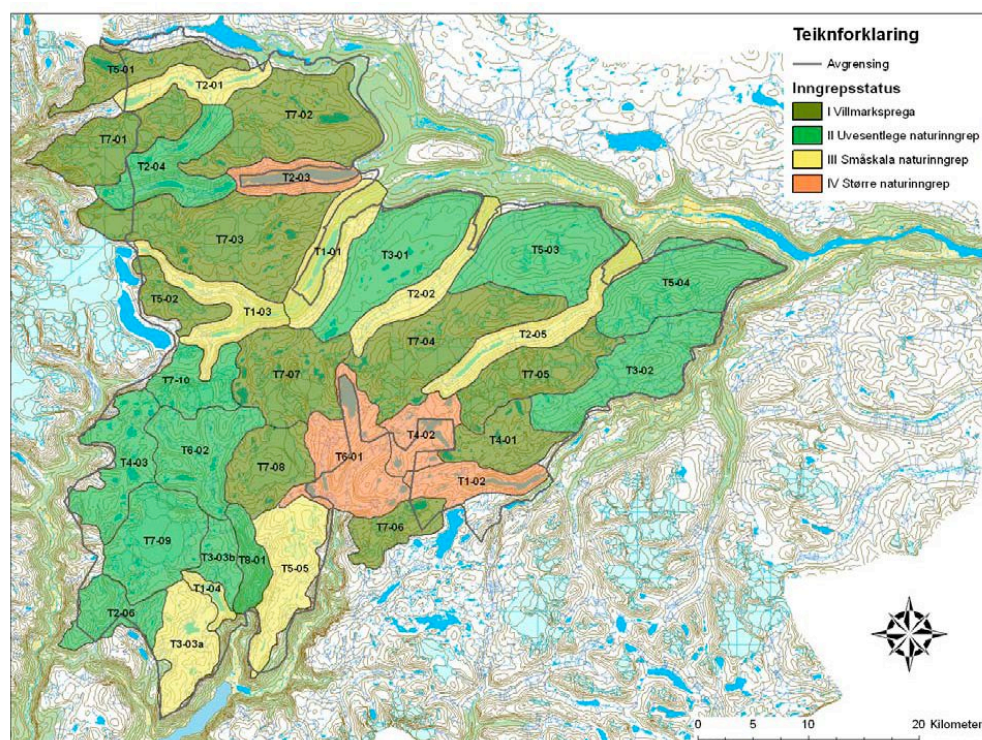 Teiknforklaring
Avgrensing
Inngrepsstatus
I Villmarksprega
II Uvesentlege naturinngrep
III Småskala naturinngrep
IV Større naturinngrep
T5-01
T2-01
T7-02
T7-01
T2-04
T2-03
T7-03
T1-01
T3-01
T5-03
T5-04
T5-02
T1-03
T2-02
T2-05
T7-04
T7-05
T3-02
T7-10
T7-07
T4-02
T4-01
T4-03
T6-02
T7-08
T6-01
T1-02
T7-06
T7-09
T3-03b
T8-01
T5-05
T1-04
T2-06
T3-03a
0 5 10 20 Kilometer